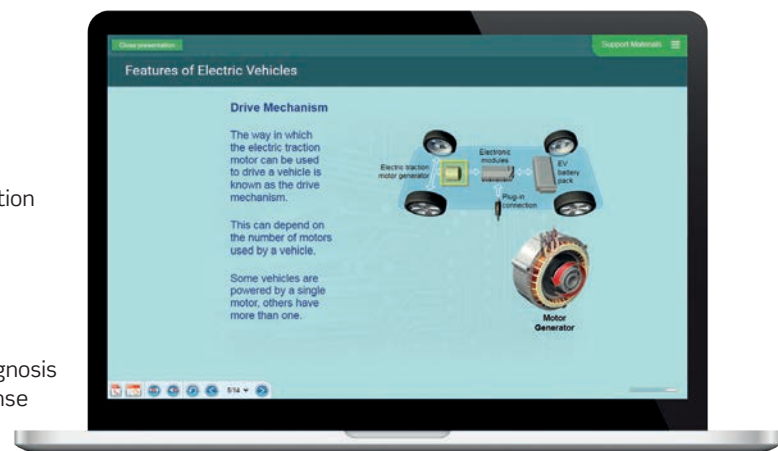 Close presentation
Support Materials
Features of Electric Vehicles
Drive Mechanism
The way in which
the electric traction
motor can be used
to drive a vehicle is
known as the drive
mechanism.
This can depend on
the number of motors
used by a vehicle.
Some vehicles are
powered by a single
motor, others have
more than one.
Electric traction
motor generator
Electronic
modules
EV
battery
pack
Plug-in
connection
Motor
Generator
5/14
tion
gnosis
nse